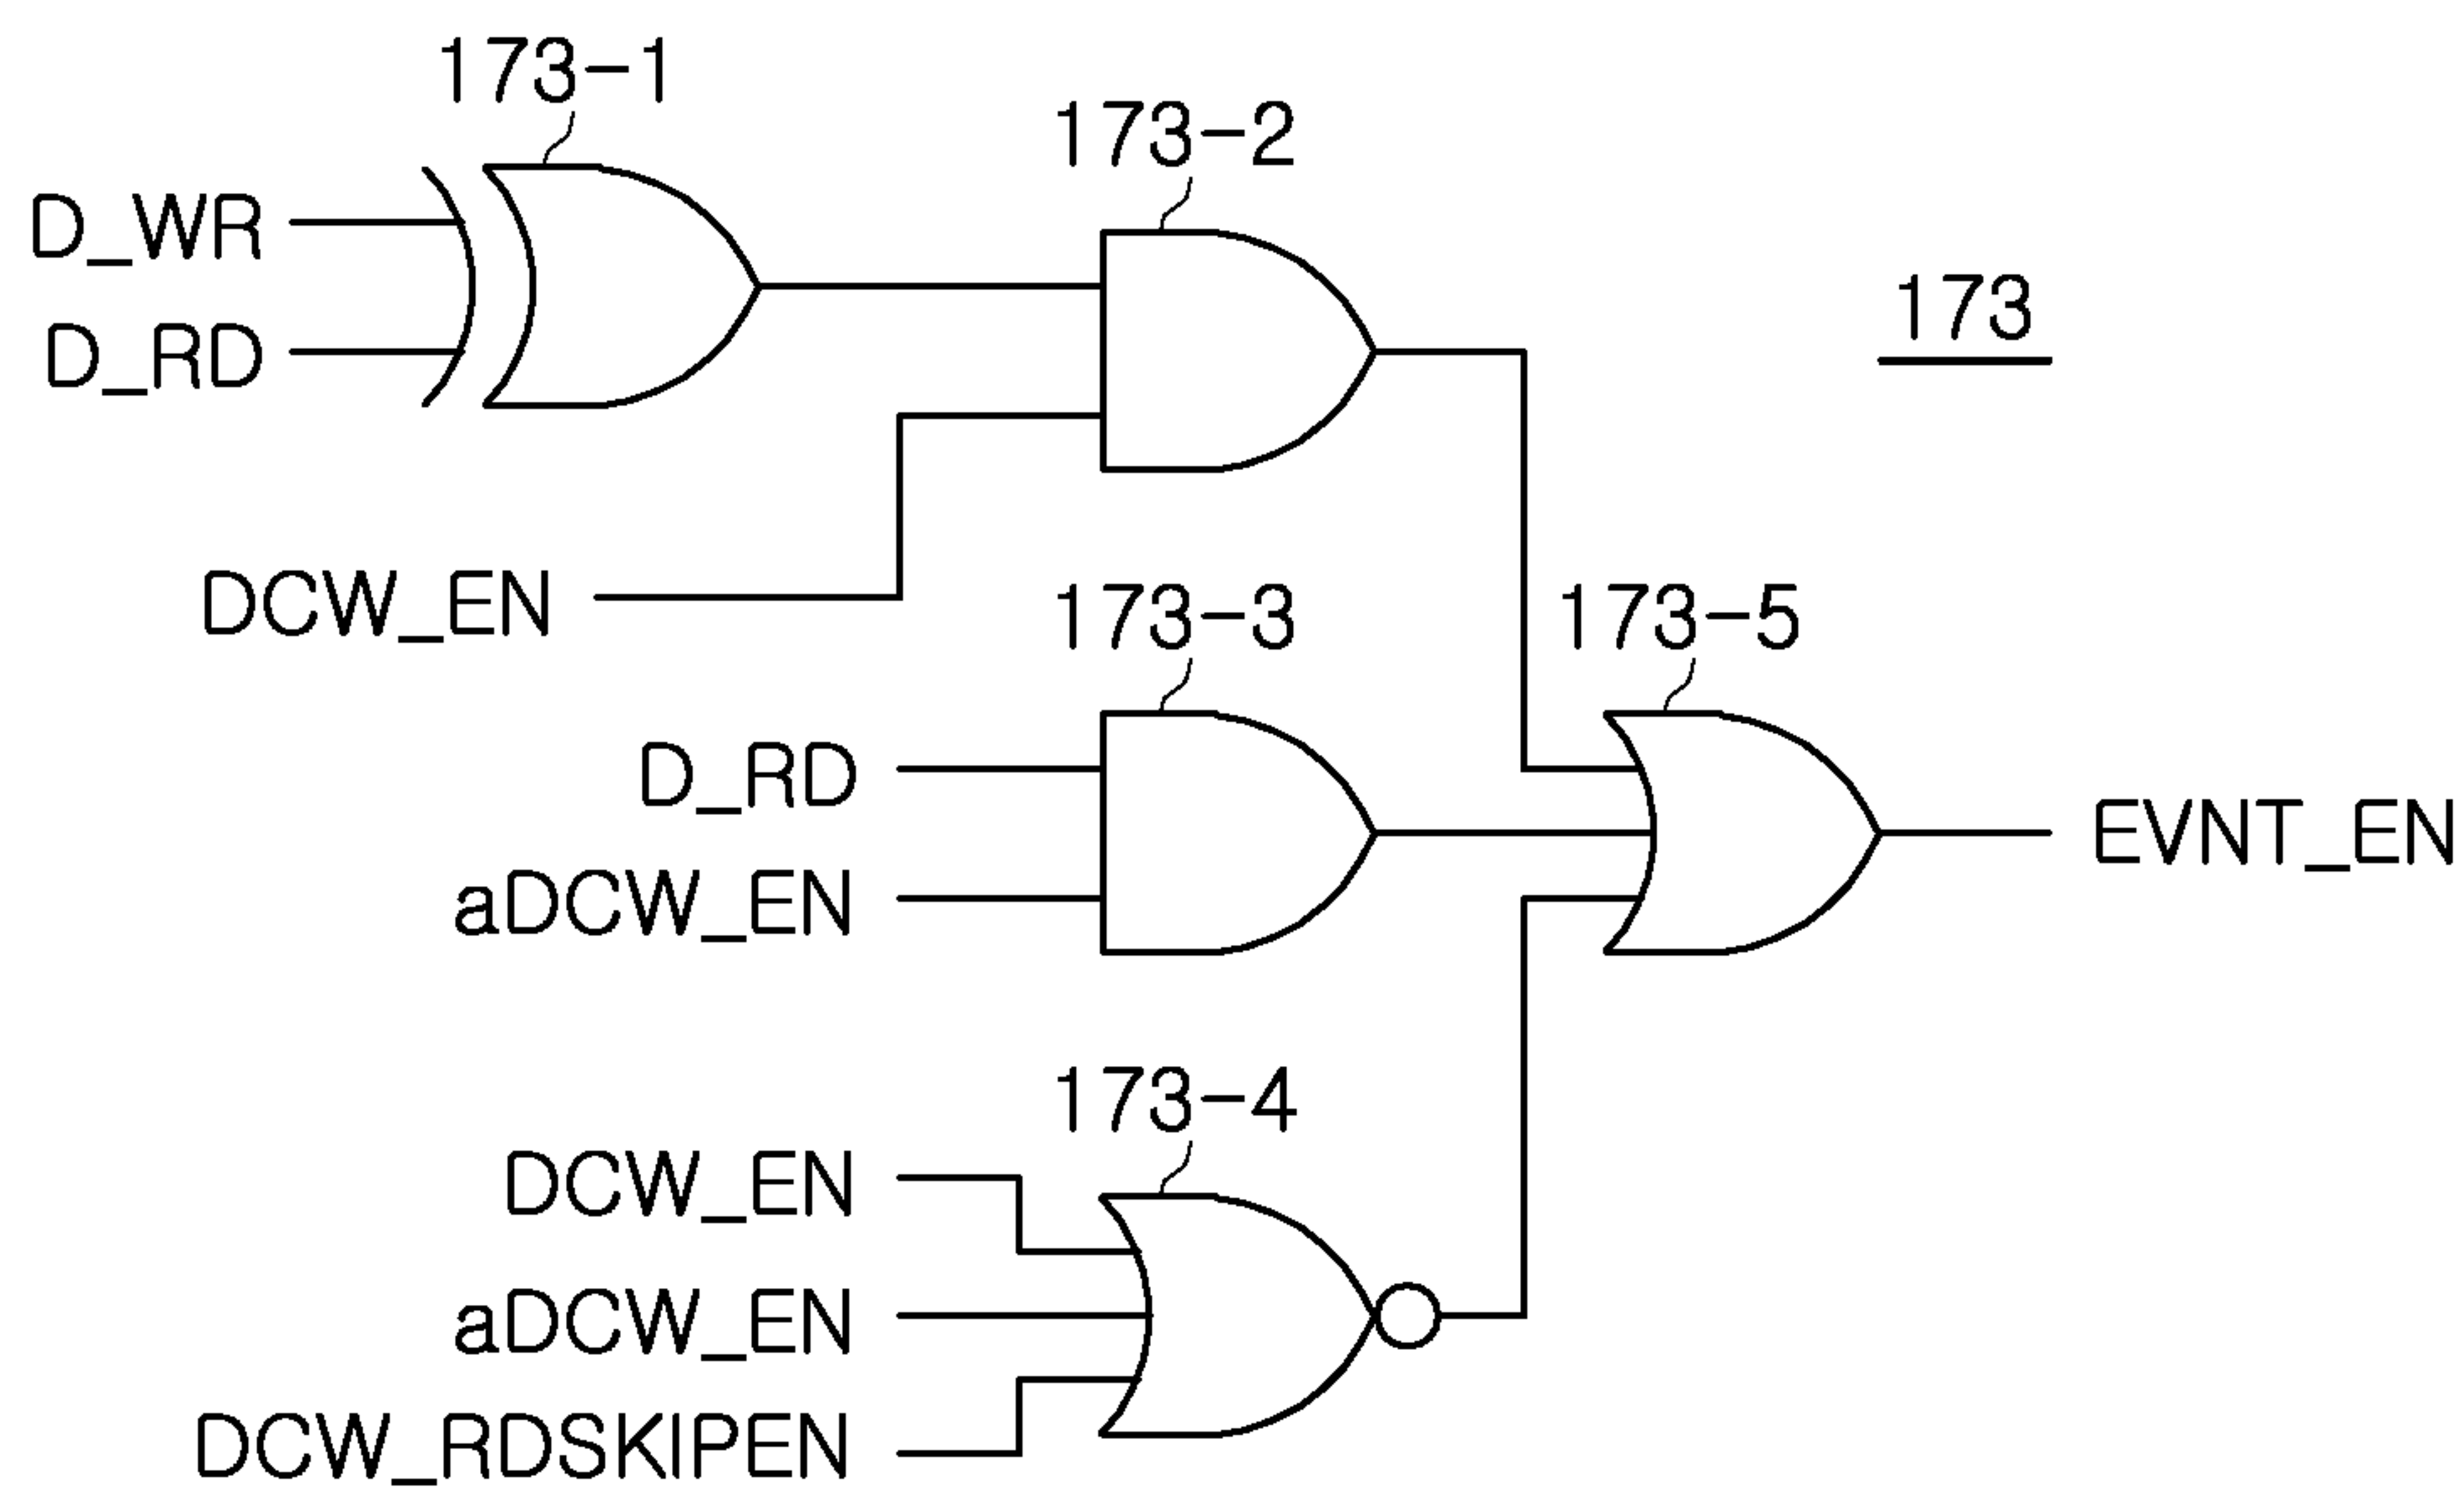 173-1
173-2
D_WR
173
D_RD
DCW_EN
173-3
173-5
D_RD
EVNT_EN
aDCW_EN
173-4
DCW_EN
aDCW_EN
DCW_RDSKIPEN